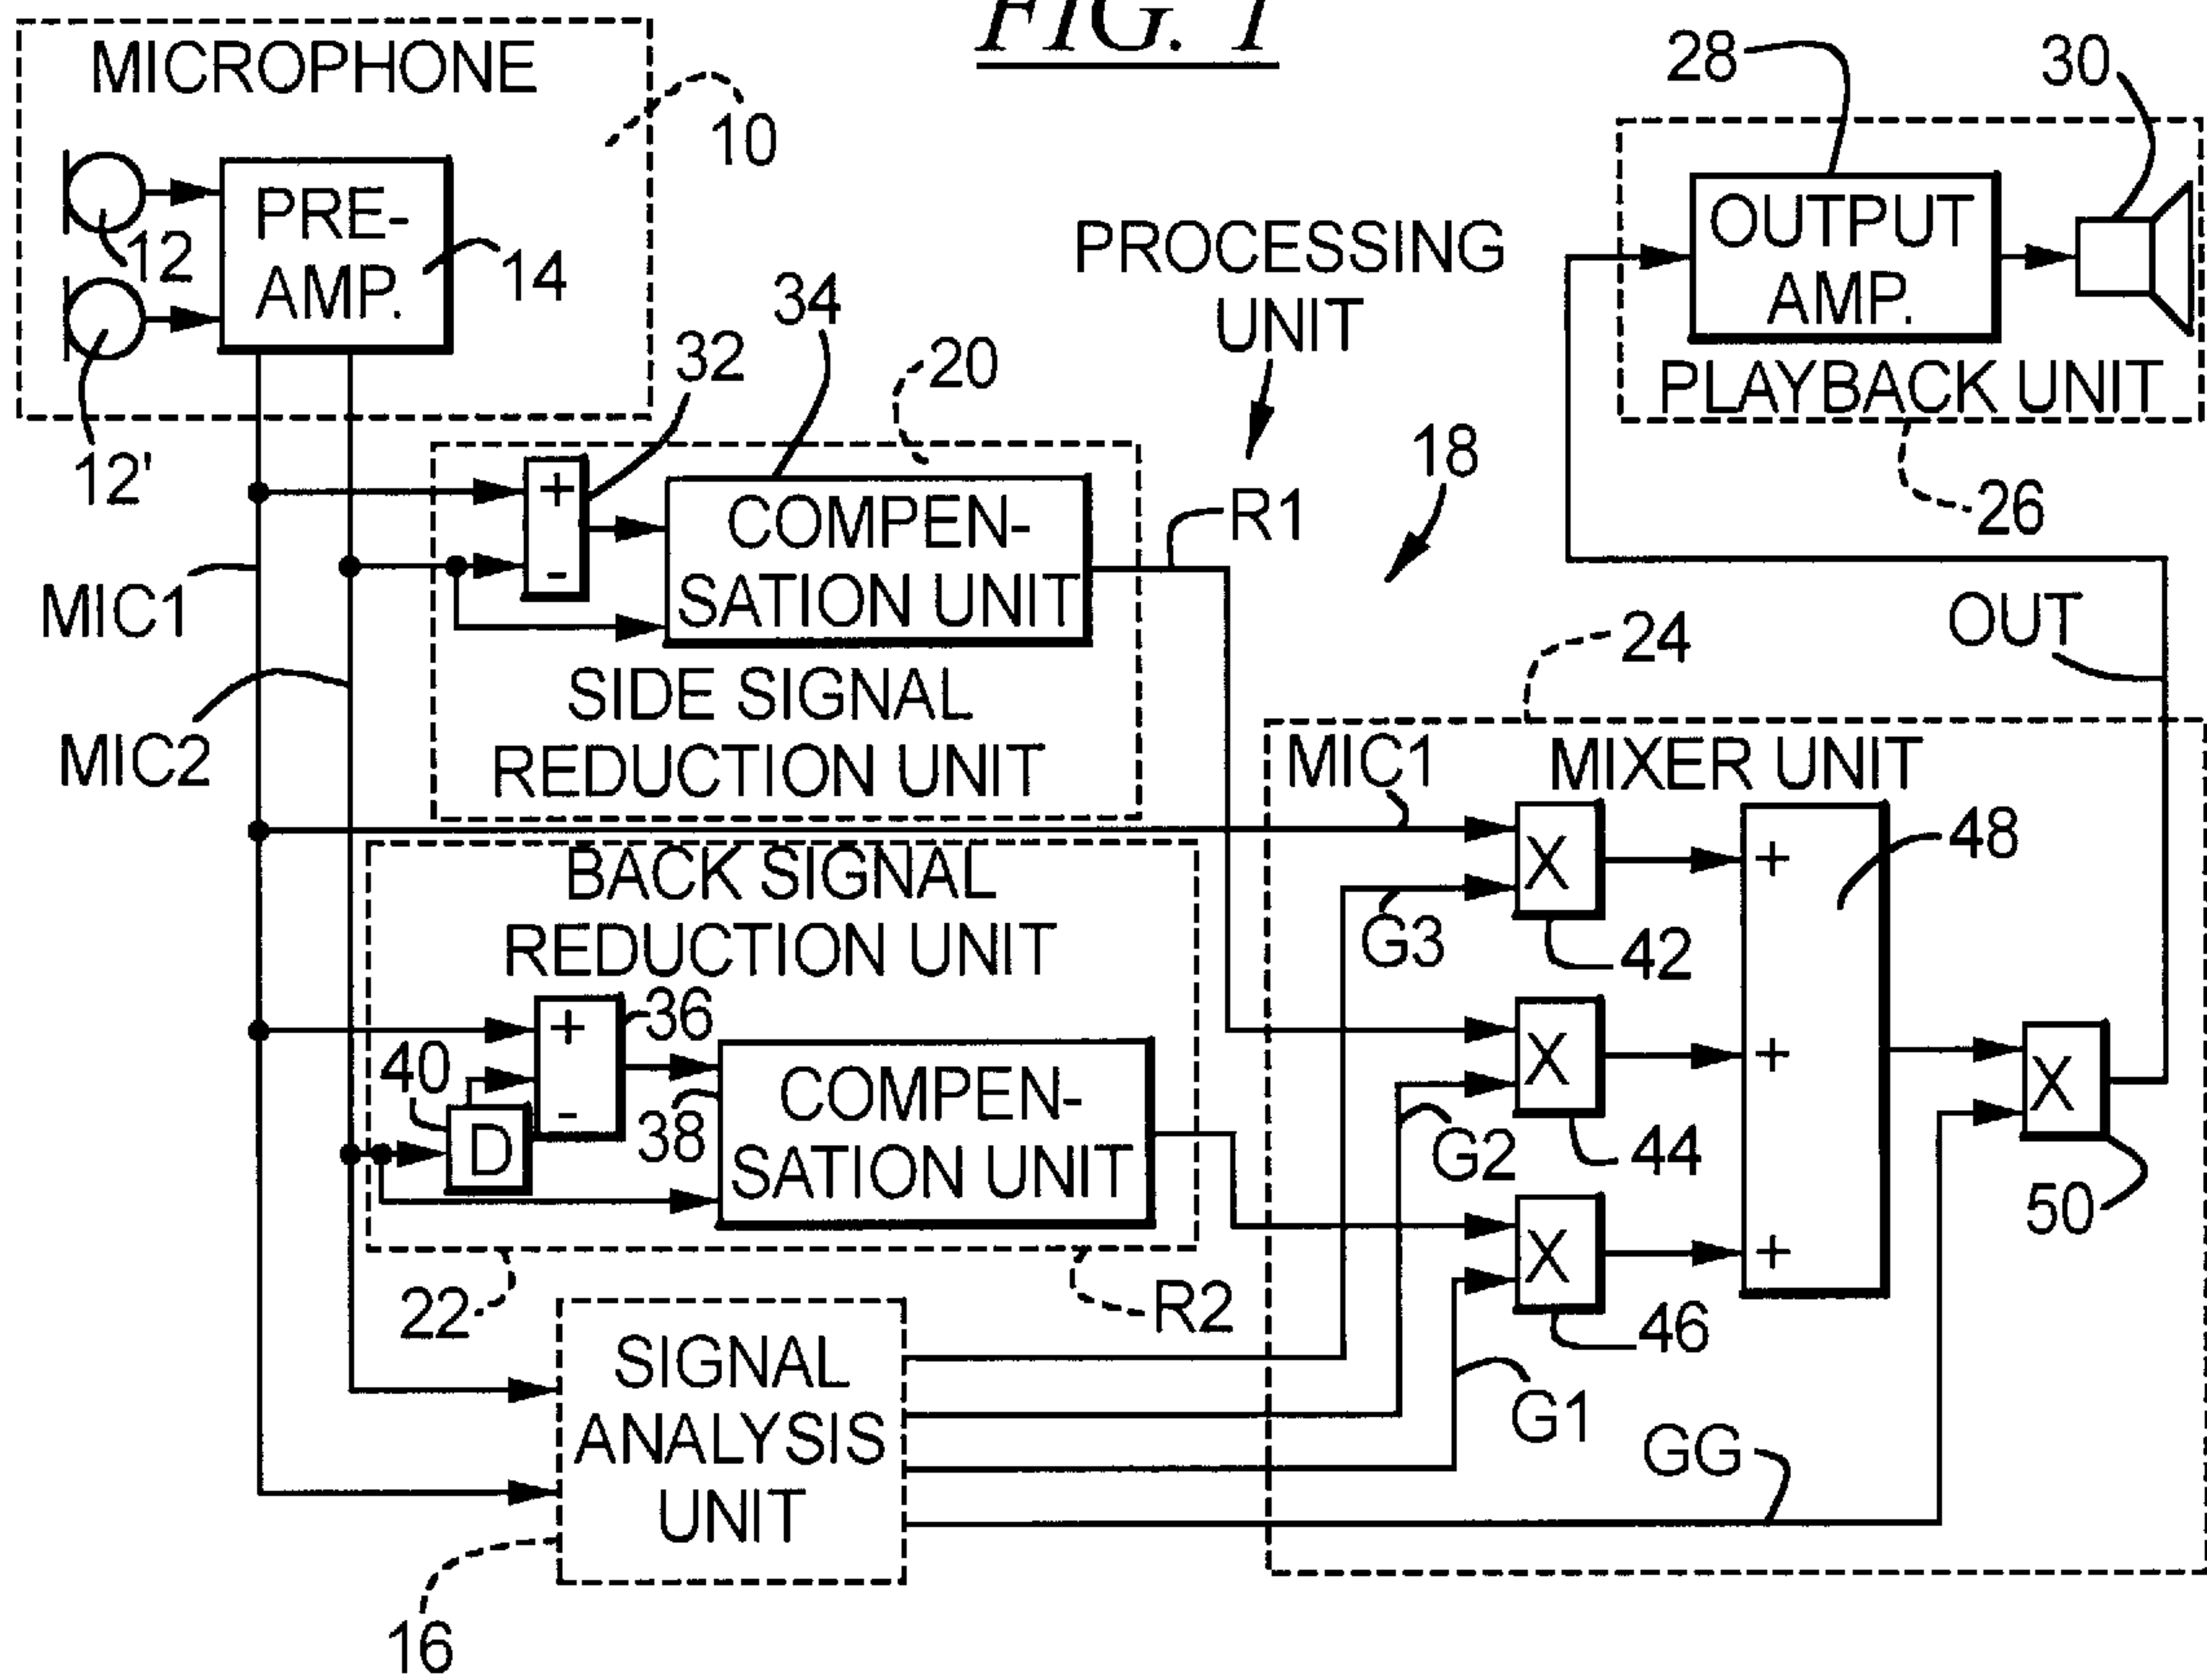 FIG. 1
MICROPHONE
10
12
12'
PRE-
AMP.
14
28
30
OUTPUT
AMP.
PLAYBACK UNIT
26
PROCESSING
UNIT
18
32
34
20
+
-
COMPEN-
SATION UNIT
SIDE SIGNAL
REDUCTION UNIT
R1
MIC1
MIC2
OUT
24
MIC1
MIXER UNIT
X
G3
42
48
+
BACK SIGNAL
REDUCTION UNIT
36
+
-
40
D
38
COMPEN-
SATION UNIT
22
R2
X
G2
44
+
X
46
+
G1
X
50
GG
SIGNAL
ANALYSIS
UNIT
16